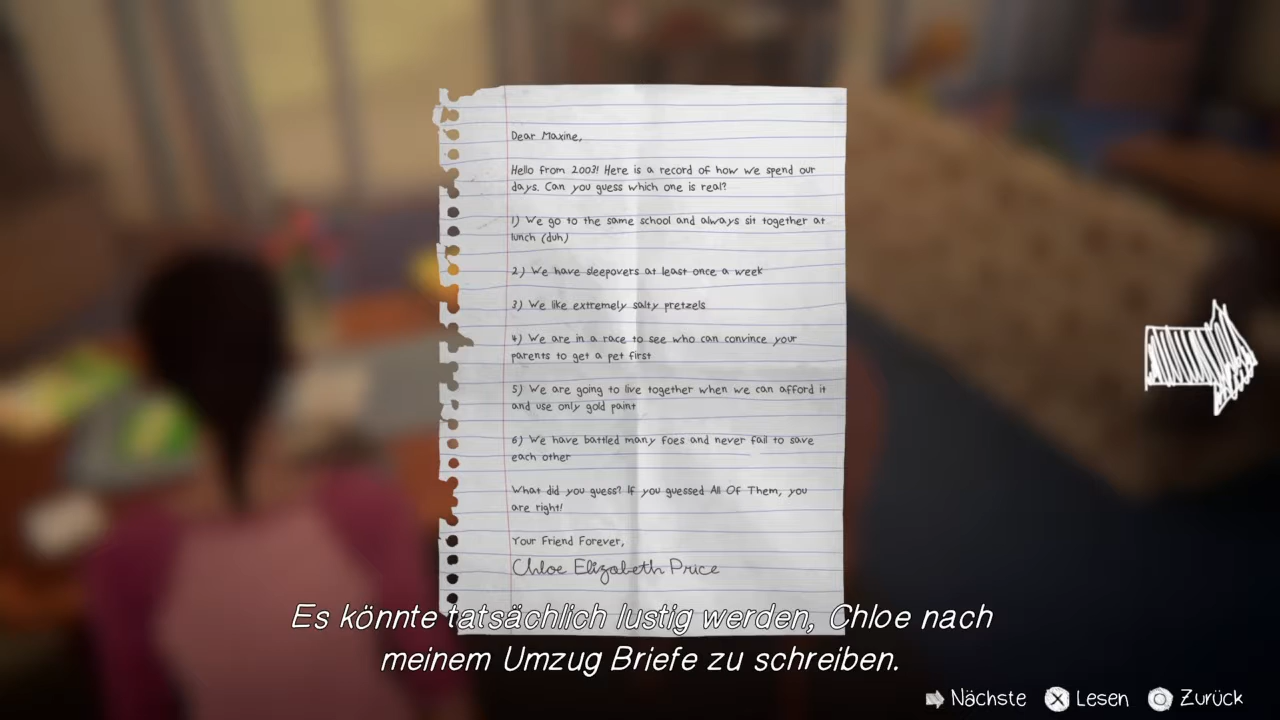 Dear Maxine,
Hello from 2003! Here is a record of how we spend our
days. Can you guess which one is real?
1) We go to the same school and always sit together at
lunch (duh)
2) We have sleepovers at least once a week
3) We like extremely salty pretzels
4) We are in a race to see who can convince your
parents to get a pet first
5) We are going to live together when we can afford it
and use only gold paint
6) We have battled many foes and never fail to save
each other
What did you guess? If you guessed All Of Them, you
are right!
Your Friend Forever,
Chloe Elizabeth Price
Es könnte tatsächlich lustig werden, Chloe nach
meinem Umzug Briefe zu schreiben.
Nächste Lesen Zurück